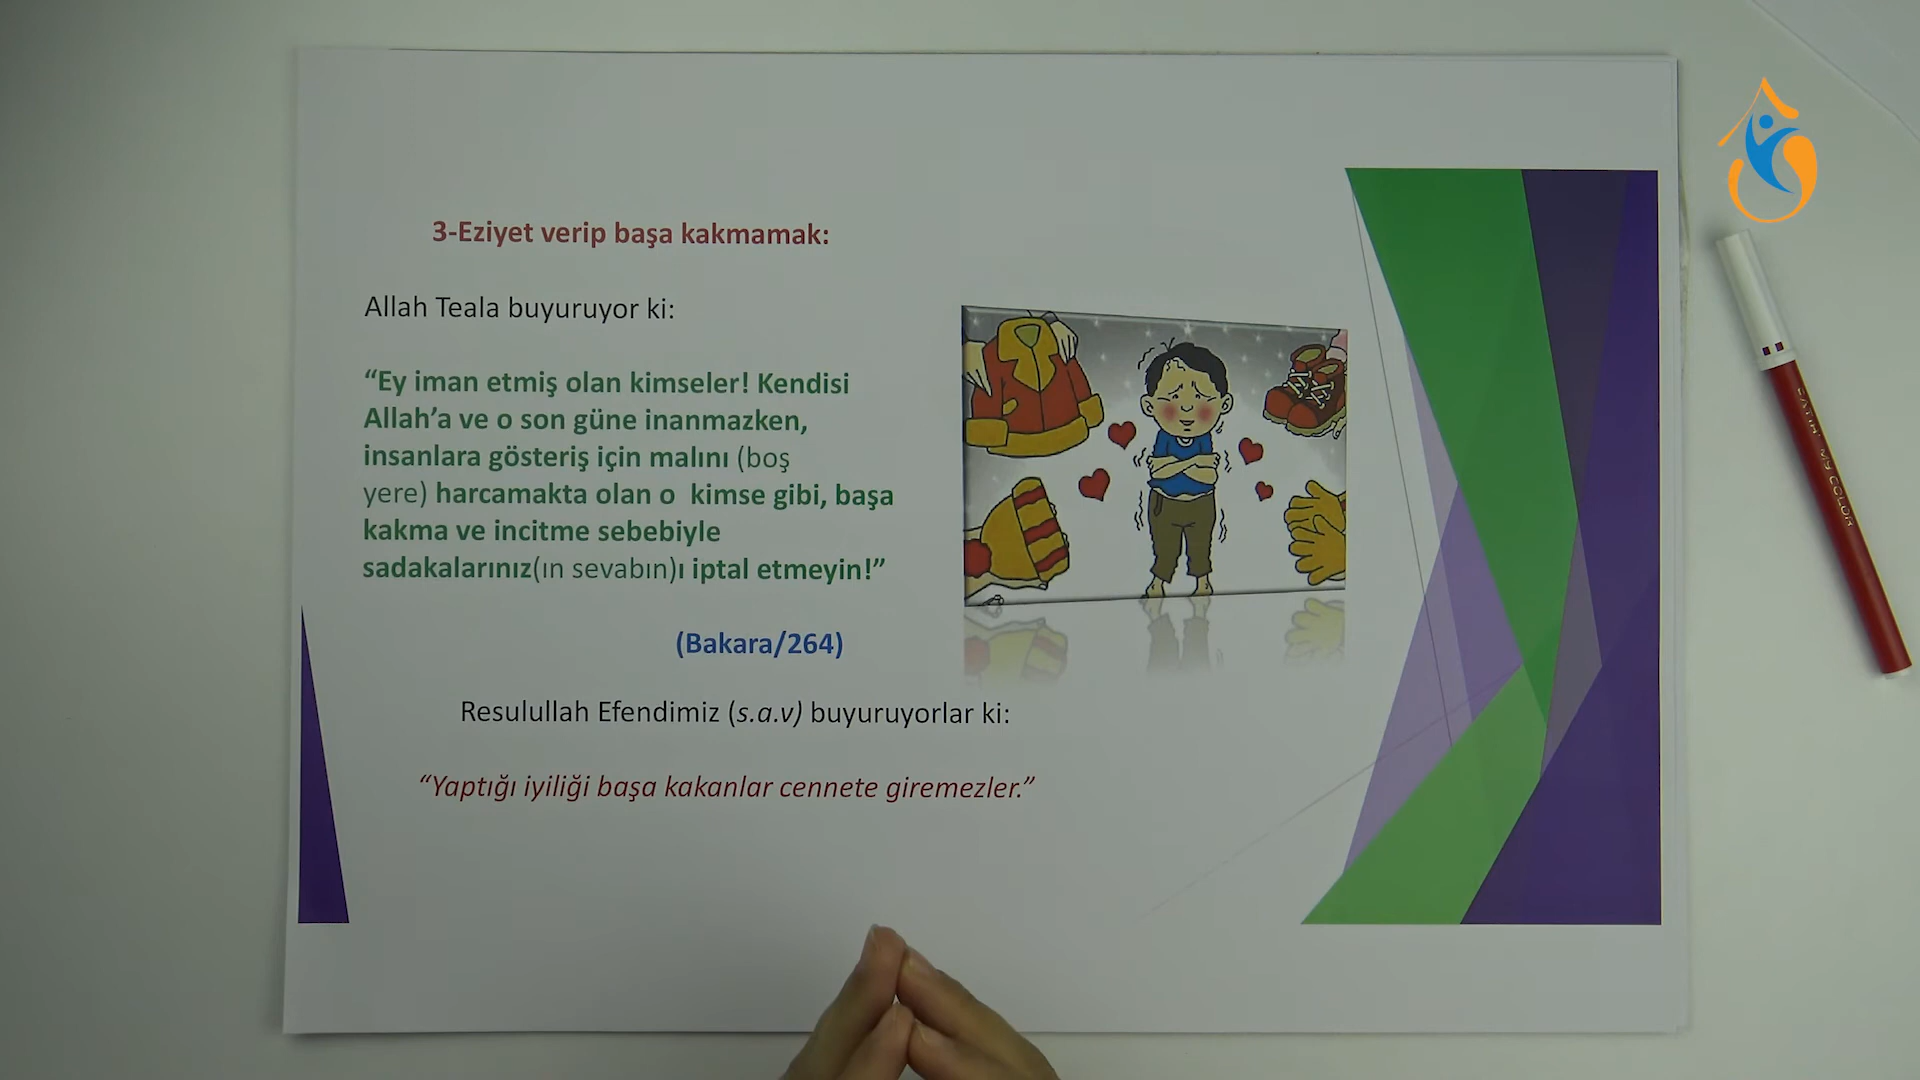 3-Eziyet verip başa kakmamak:
Allah Teala buyuruyor ki:
“Ey iman etmiş olan kimseler! Kendisi
Allah’a ve o son güne inanmazken,
insanlara gösteriş için malını (boş
yere) harcamakta olan o kimse gibi, başa
kakma ve incitme sebebiyle
sadakalarınız(ın sevabın)ı iptal etmeyin!”
(Bakara/264)
Resulullah Efendimiz (s.a.v) buyuruyorlar ki:
“Yaptığı iyiliği başa kakanlar cennete giremezler.”
MY COLOR